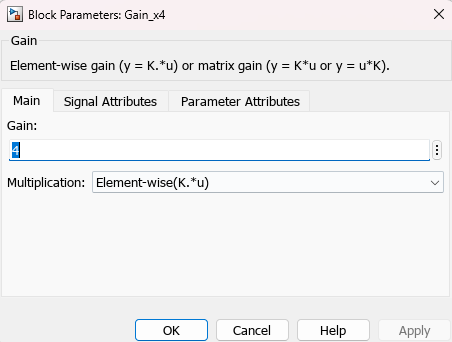 Block Parameters: Gain_x4
Gain
Element-wise gain (y = K.*u) or matrix gain (y = K*u or y = u*K).
Main Signal Attributes Parameter Attributes
Gain:
4
Multiplication: Element-wise(K.*u)
OK Cancel Help Apply